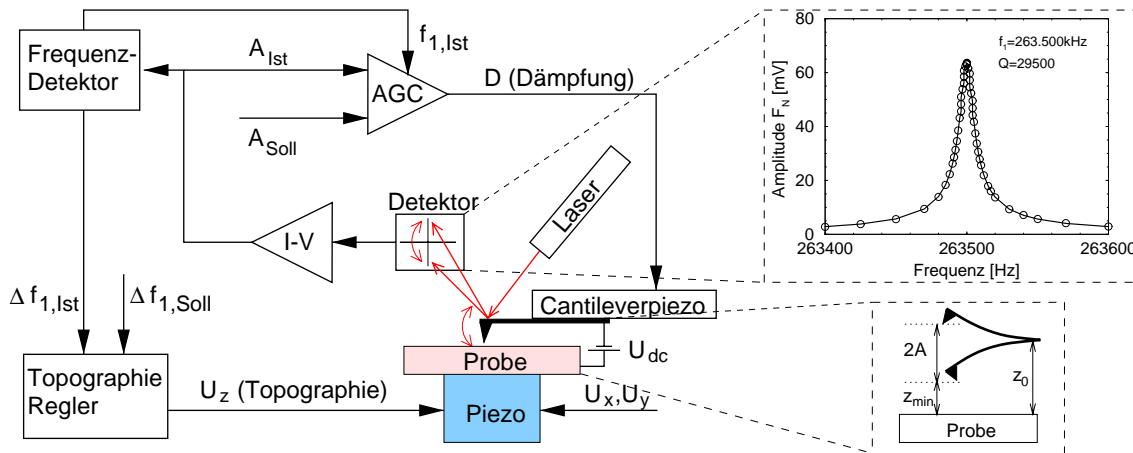 Frequenz-
Detektor
A_Ist
f_1,Ist
AGC
D (Dämpfung)
A_Soll
Detektor
Laser
I-V
Δf_1,Ist
Δf_1,Soll
Cantileverpiezo
U_dc
Probe
Topographie
Regler
U_z (Topographie)
Piezo
U_x,U_y
80
60
40
20
0
Amplitude F_N [mV]
f_1=263.500kHz
Q=29500
263400
263500
263600
Frequenz [Hz]
2A
z_min
z_0
Probe